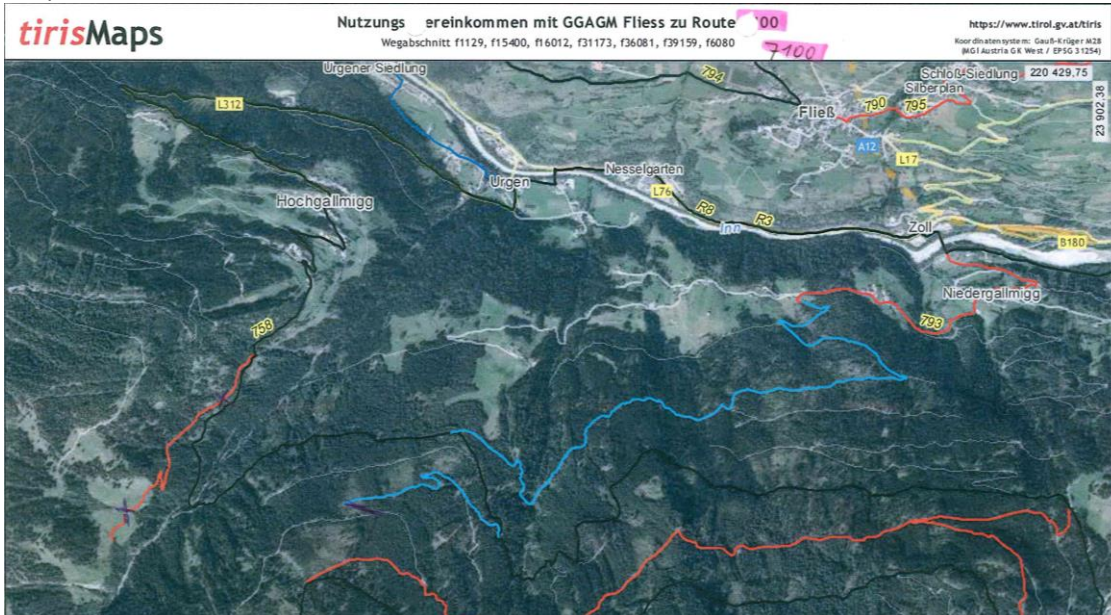 tirisMaps
Nutzungs ereinkommen mit GGAGM Fliess zu Route 00
Wegabschnitt f1129, f15400, f16012, f31173, f36081, f39159, f6080
7100
https://www.tirol.gv.at/tiris
Koordinatensystem: Gauß-Krüger M28
(MGI Austria GK West / EPSG 31254)
220 429,75
23 902,38
Urgener Siedlung
794
Schloß-Siedlung
Silberplan
L312
Fließ
790
795
A12
L17
Nesselgarten
Urgen
L76
Hochgallmigg
R8
R3
Inn
Zoll
B180
Niedergallmigg
793
758